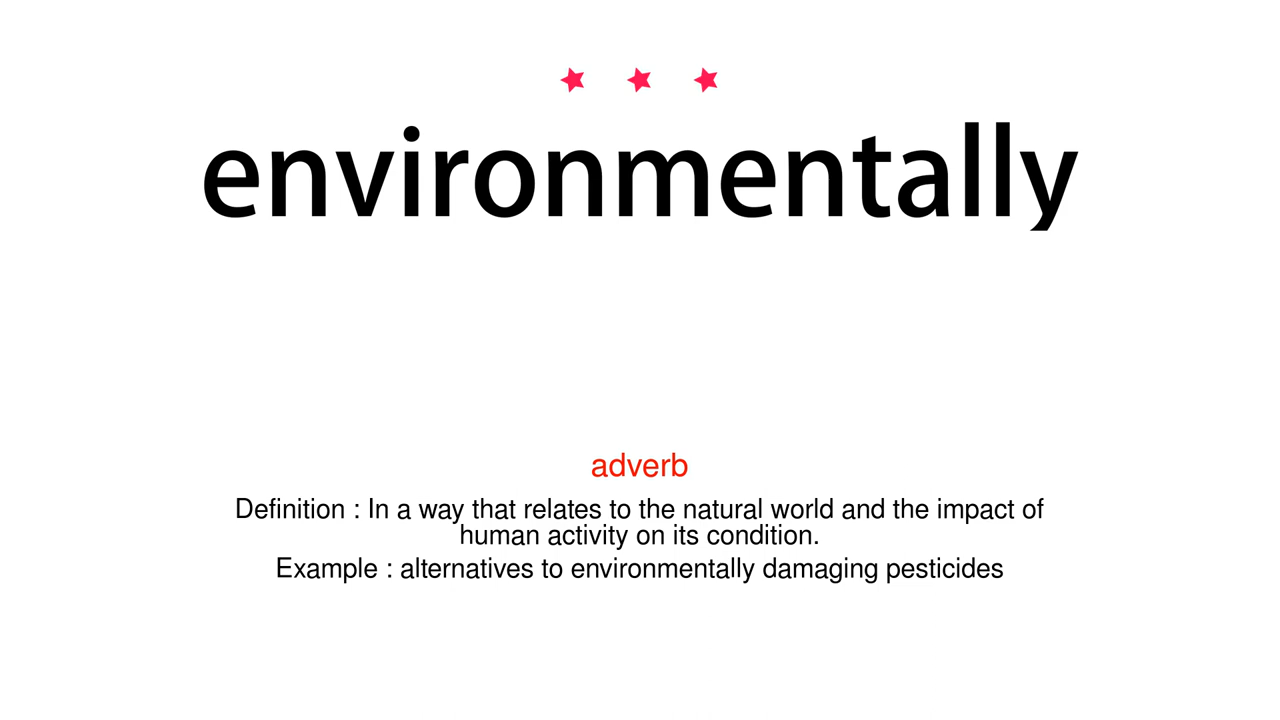 environmentally
adverb
Definition : In a way that relates to the natural world and the impact of
human activity on its condition.
Example : alternatives to environmentally damaging pesticides